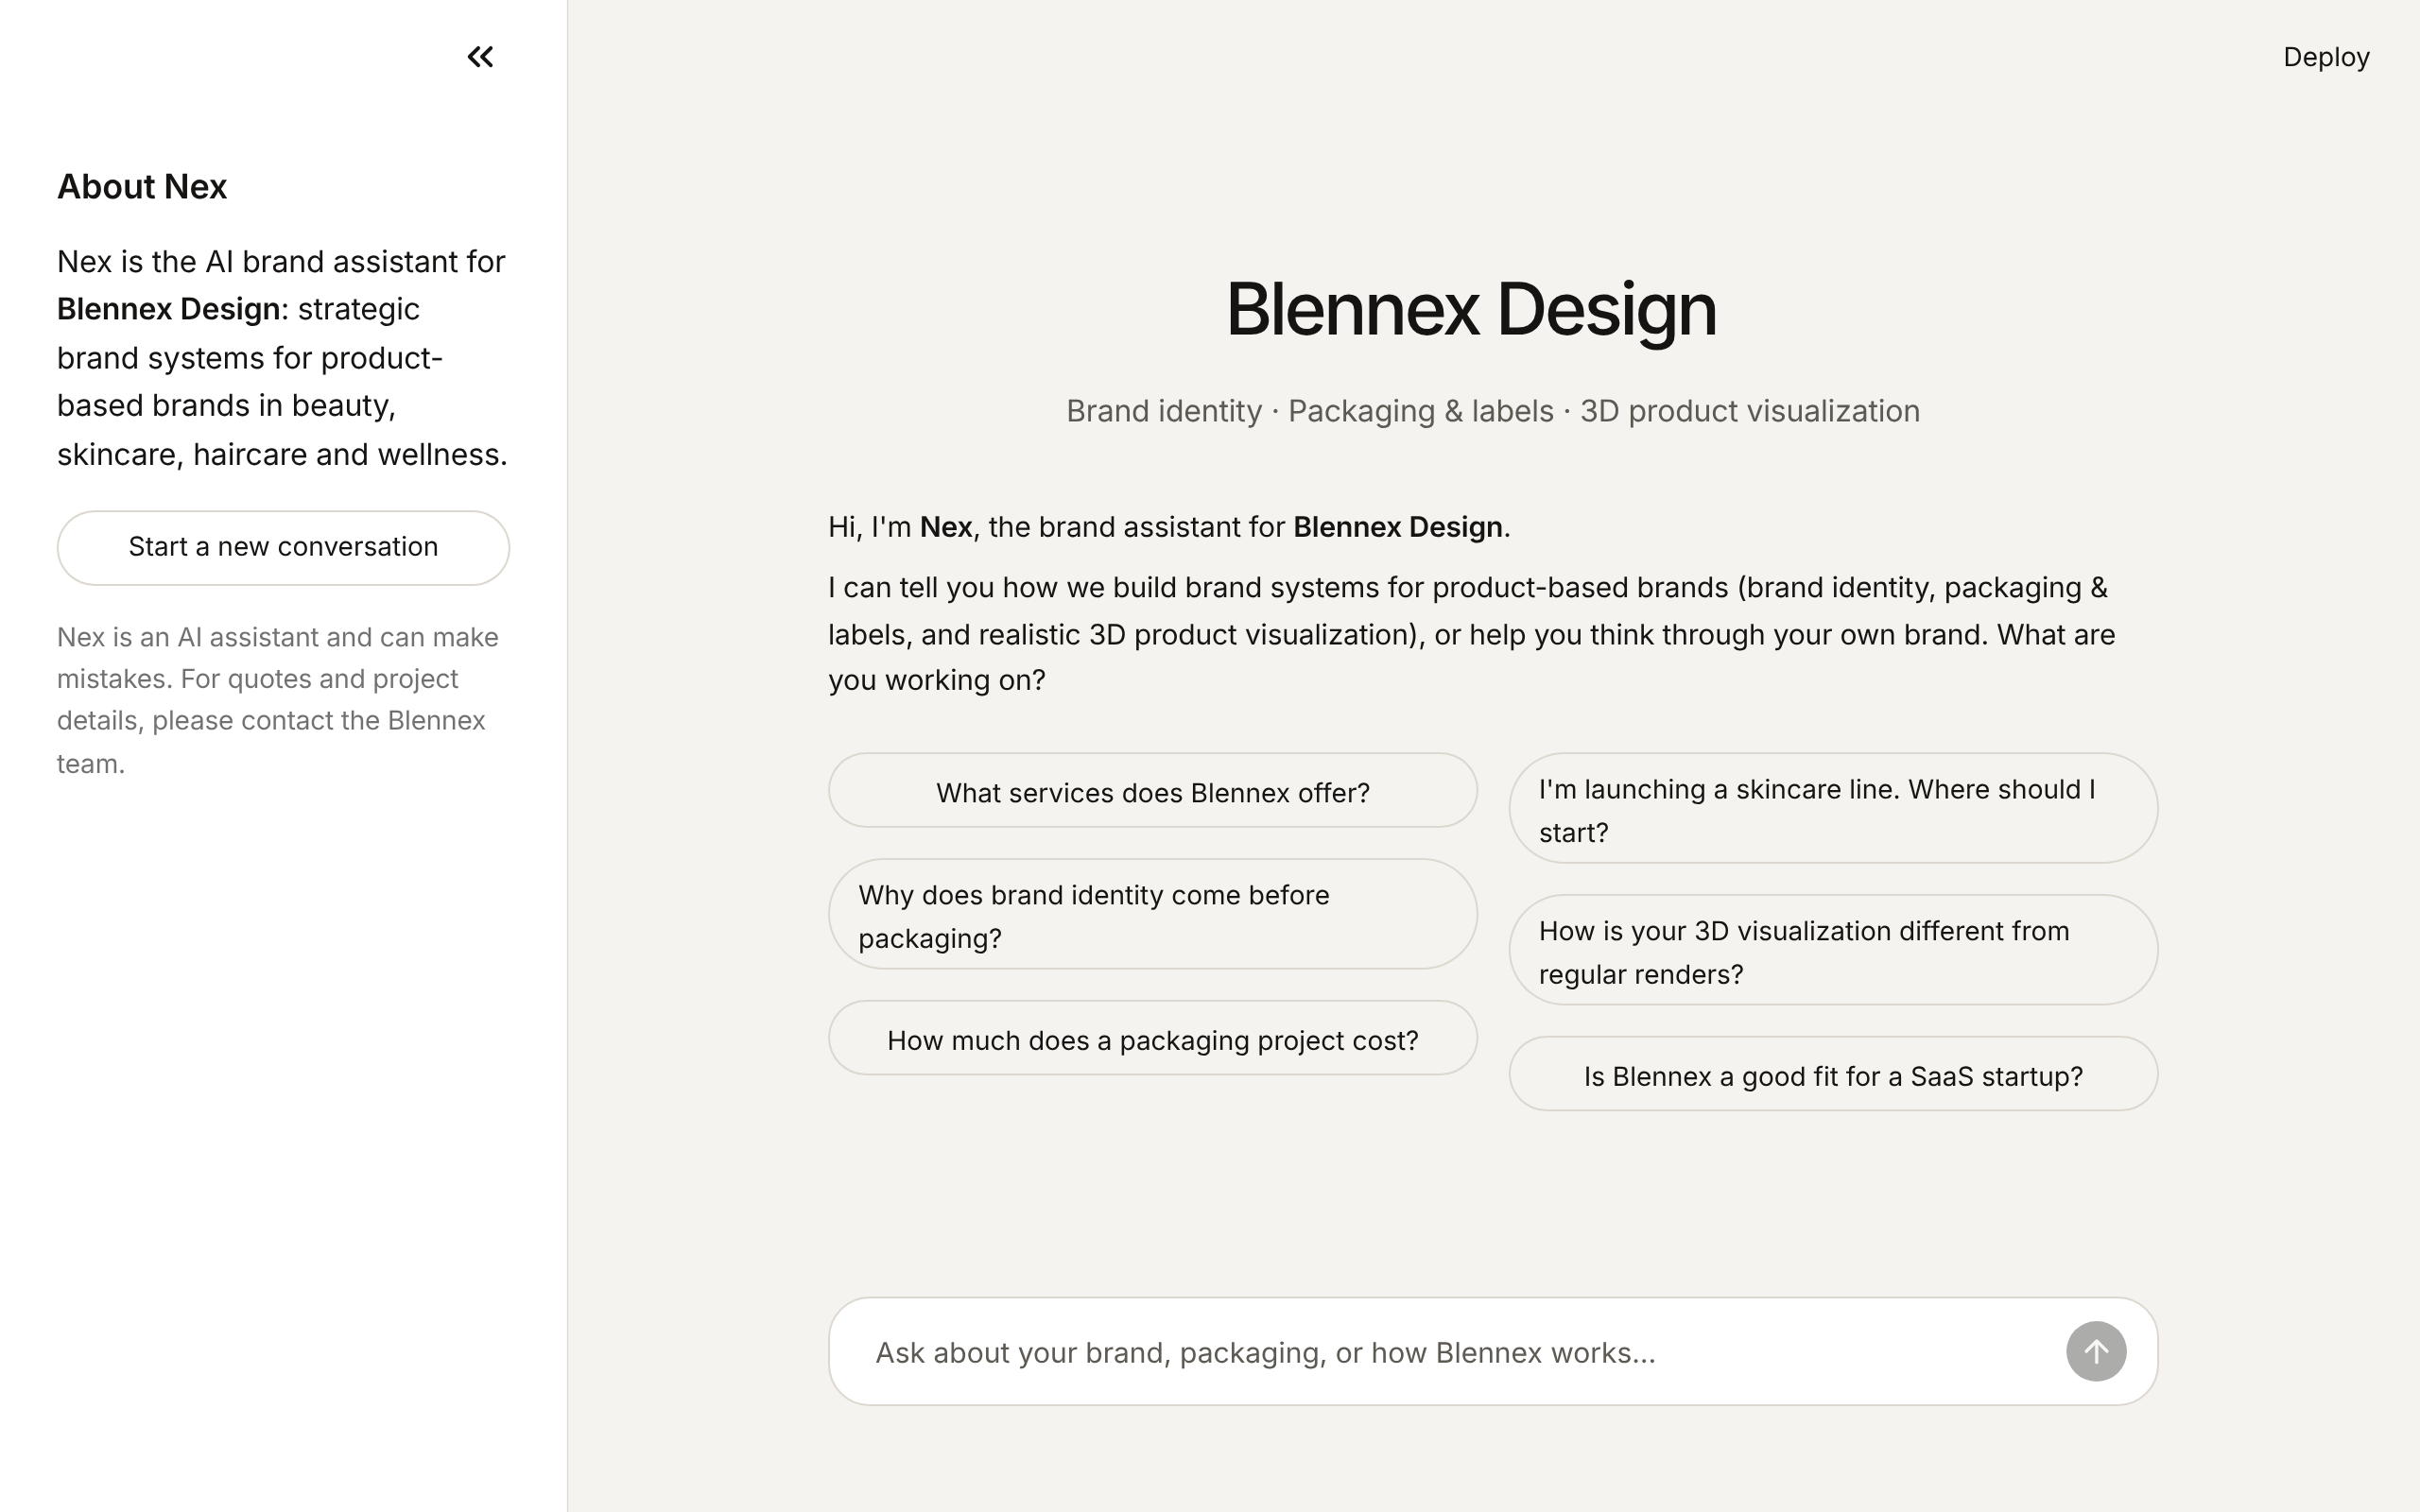 About Nex
Nex is the AI brand assistant for
Blennex Design: strategic
brand systems for product-
based brands in beauty,
skincare, haircare and wellness.
Start a new conversation
Nex is an AI assistant and can make
mistakes. For quotes and project
details, please contact the Blennex
team.
Deploy
Blennex Design
Brand identity · Packaging & labels · 3D product visualization
Hi, I'm Nex, the brand assistant for Blennex Design.
I can tell you how we build brand systems for product-based brands (brand identity, packaging &
labels, and realistic 3D product visualization), or help you think through your own brand. What are
you working on?
What services does Blennex offer?
I'm launching a skincare line. Where should I
start?
Why does brand identity come before
packaging?
How is your 3D visualization different from
regular renders?
How much does a packaging project cost?
Is Blennex a good fit for a SaaS startup?
Ask about your brand, packaging, or how Blennex works...